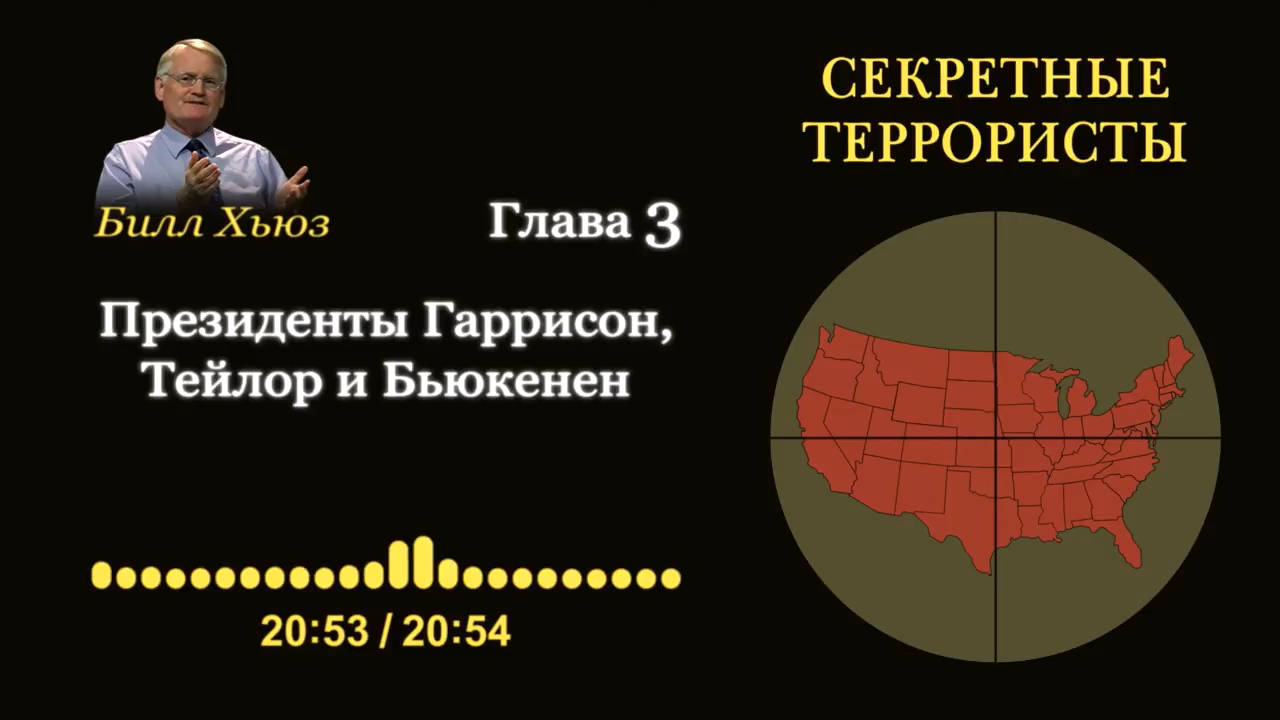 СЕКРЕТНЫЕ
ТЕРРОРИСТЫ
Билл Хьюз
Глава 3
Президенты Гаррисон,
Тейлор и Бьюкенен
20:53 / 20:54